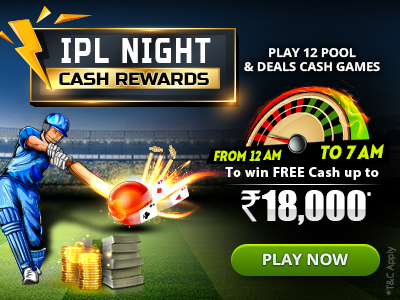 IPL NIGHT
CASH REWARDS
PLAY 12 POOL
& DEALS CASH GAMES
FROM 12 AM TO 7 AM
To win FREE Cash up to
₹18,000*
PLAY NOW
*T&C Apply